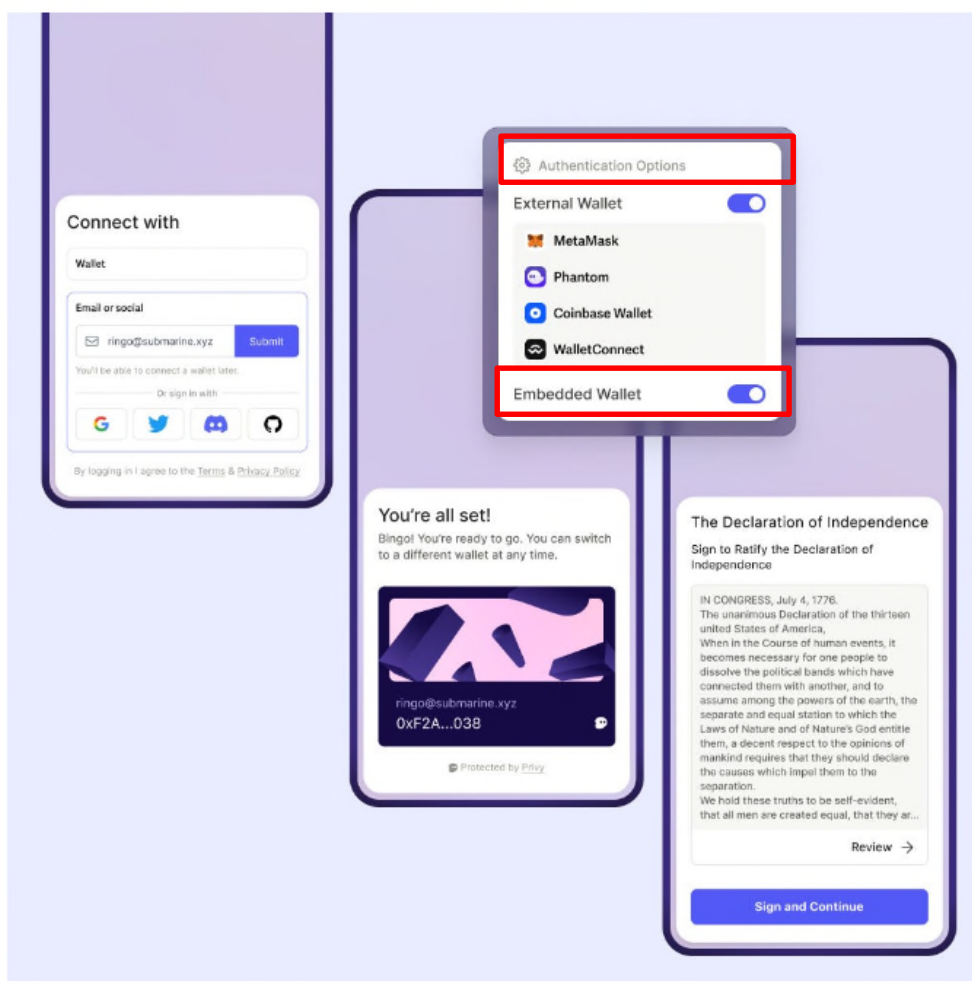 Connect with
Wallet
Email or social
ringo@submarine.xyz
Submit
You'll be able to connect a wallet later.
Or sign in with
By logging in I agree to the Terms & Privacy Policy
Authentication Options
External Wallet
MetaMask
Phantom
Coinbase Wallet
WalletConnect
Embedded Wallet
You're all set!
Bingo! You're ready to go. You can switch
to a different wallet at any time.
ringo@submarine.xyz
0xF2A...038
Protected by Privy
The Declaration of Independence
Sign to Ratify the Declaration of
Independence
IN CONGRESS, July 4, 1776.
The unanimous Declaration of the thirteen
united States of America,
When in the Course of human events, it
becomes necessary for one people to
dissolve the political bands which have
connected them with another, and to
assume among the powers of the earth, the
separate and equal station to which the
Laws of Nature and of Nature's God entitle
them, a decent respect to the opinions of
mankind requires that they should declare
the causes which impel them to the
separation.
We hold these truths to be self-evident,
that all men are created equal, that they ar...
Review
Sign and Continue